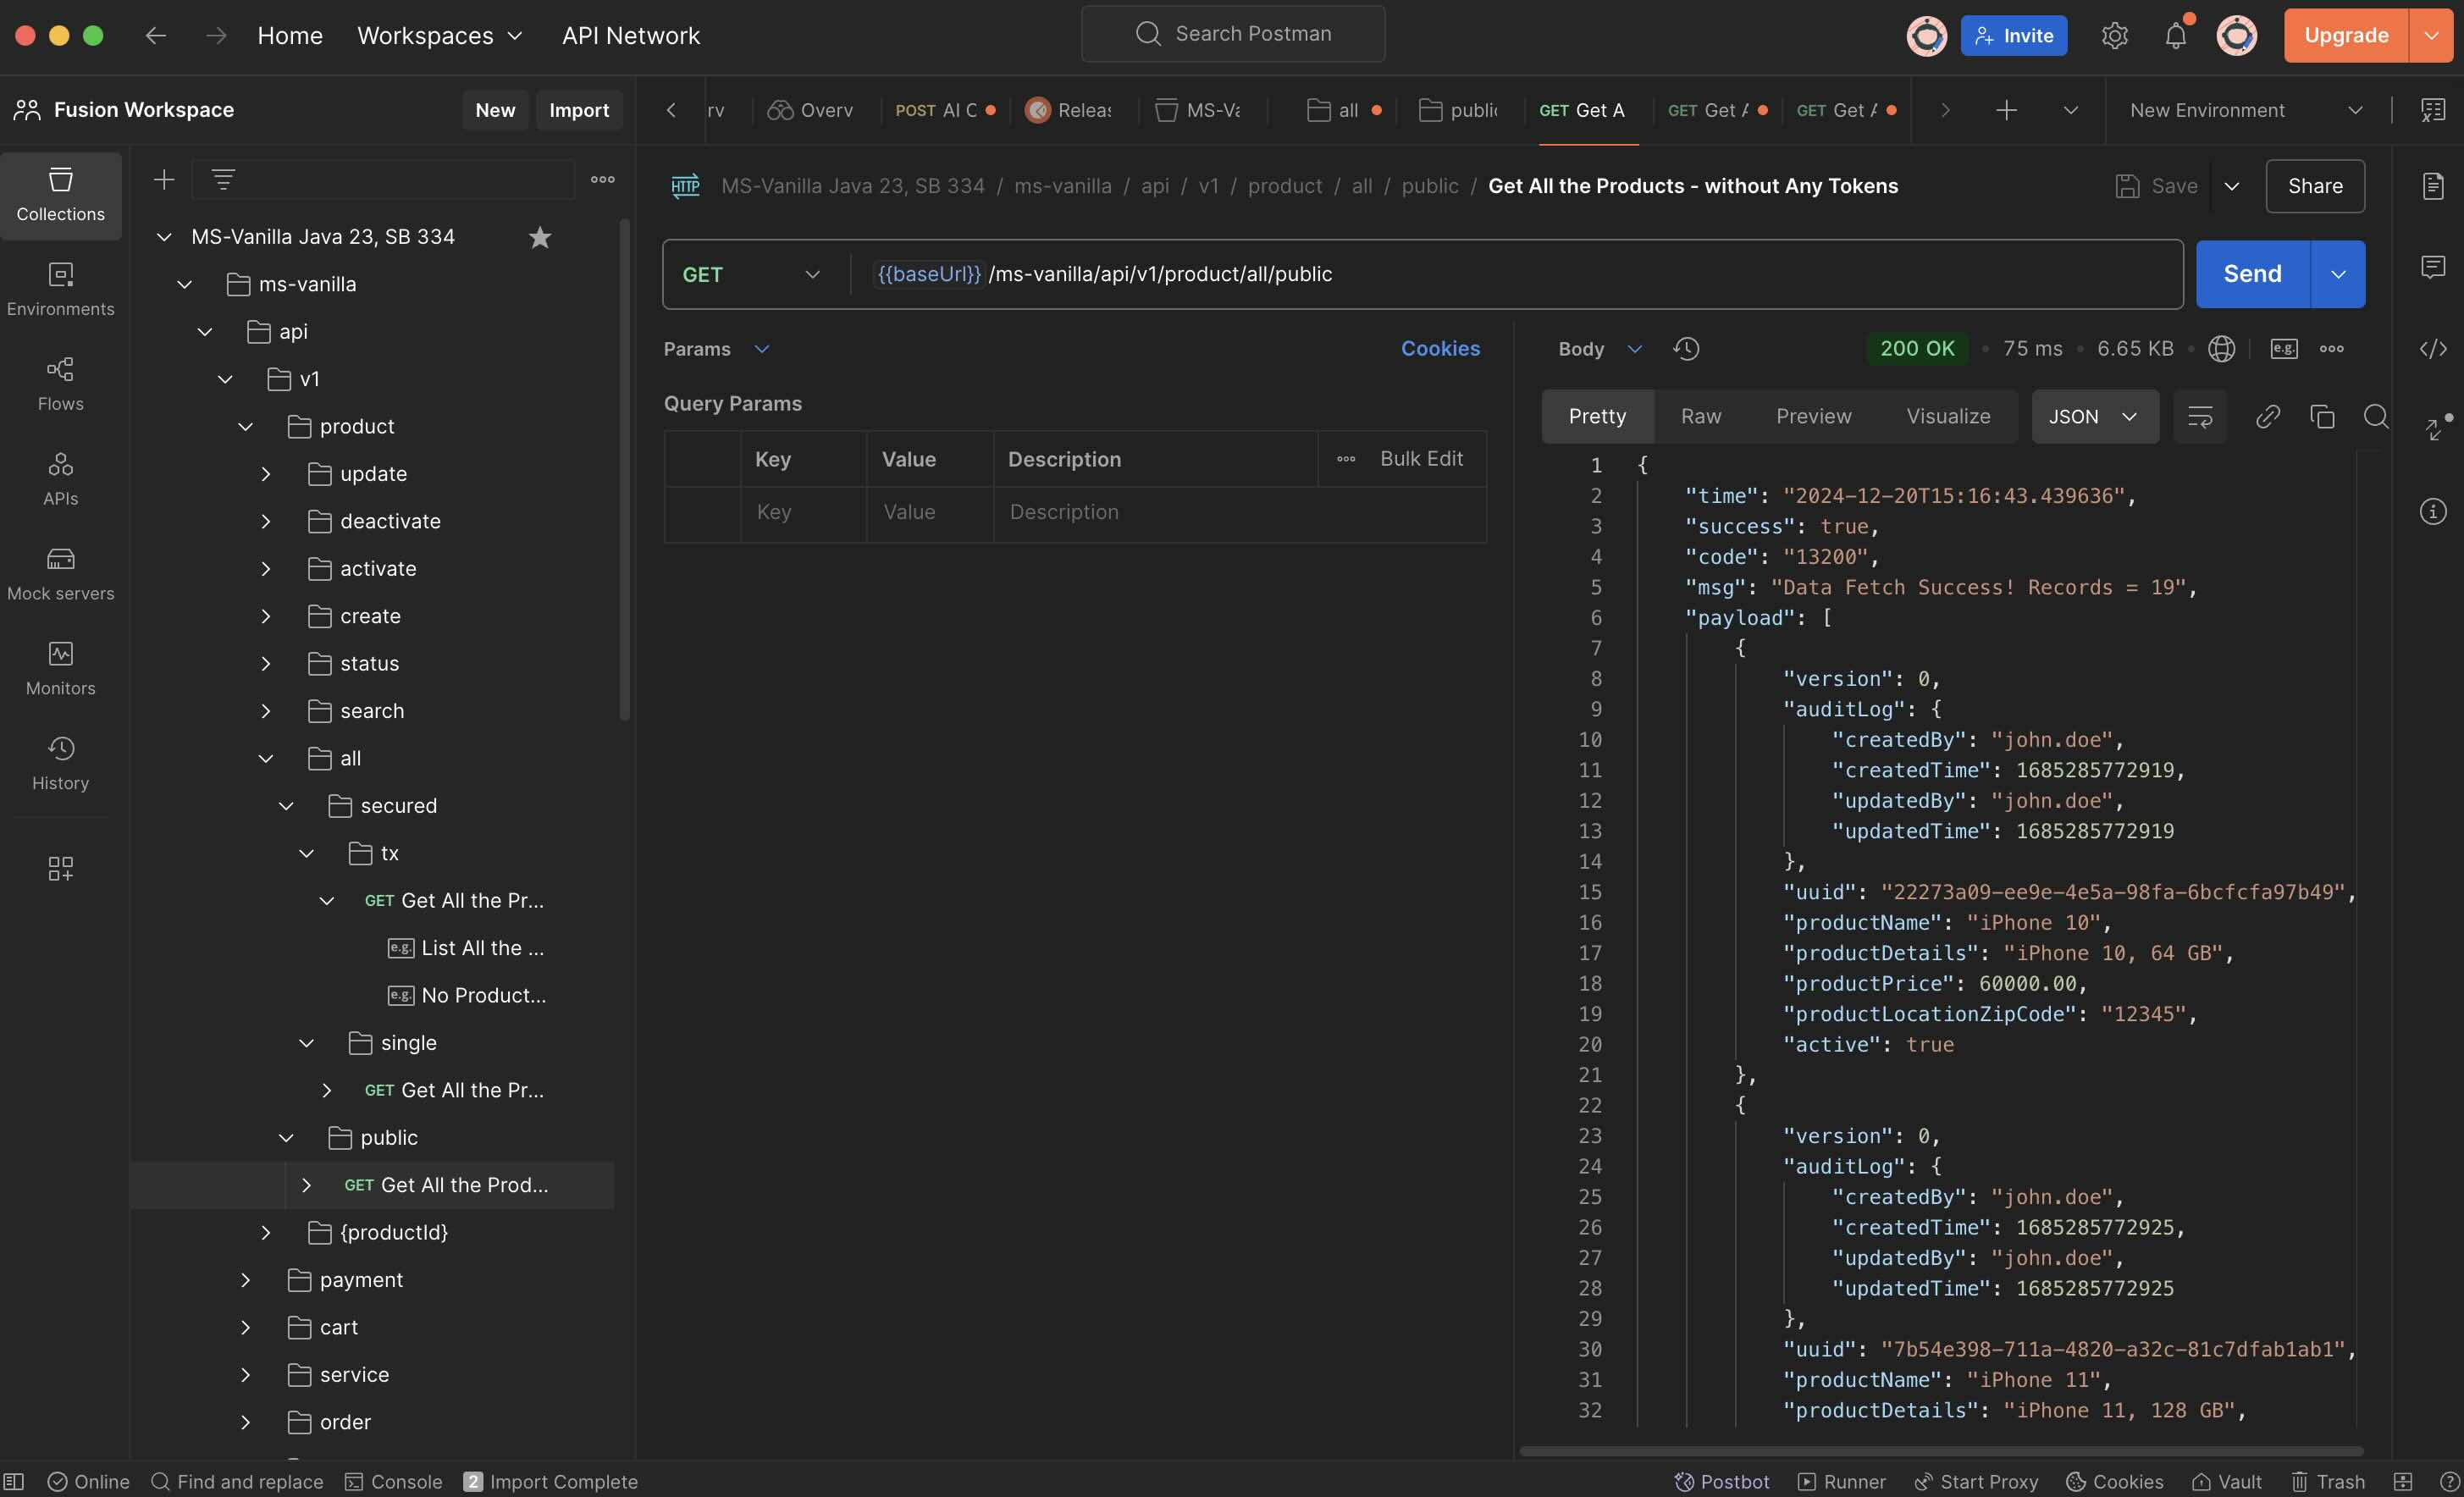 Home Workspaces API Network Search Postman Invite Upgrade
Fusion Workspace New Import
rv Overv POST AI C Releas MS-Va all public GET Get A GET Get A GET Get A New Environment
Collections
Environments
Flows
APIs
Mock servers
Monitors
History
MS-Vanilla Java 23, SB 334
ms-vanilla
api
v1
product
update
deactivate
activate
create
status
search
all
secured
tx
GET Get All the Pr...
e.g. List All the ...
e.g. No Product...
single
GET Get All the Pr...
public
GET Get All the Prod...
{productId}
payment
cart
service
order
HTTP MS-Vanilla Java 23, SB 334 / ms-vanilla / api / v1 / product / all / public / Get All the Products - without Any Tokens Save Share
GET {{baseUrl}} /ms-vanilla/api/v1/product/all/public Send
Params Cookies
Query Params
Key Value Description Bulk Edit
Key Value Description
Body 200 OK 75 ms 6.65 KB e.g.
Pretty Raw Preview Visualize JSON
1 {
2 "time": "2024-12-20T15:16:43.439636",
3 "success": true,
4 "code": "13200",
5 "msg": "Data Fetch Success! Records = 19",
6 "payload": [
7 {
8 "version": 0,
9 "auditLog": {
10 "createdBy": "john.doe",
11 "createdTime": 1685285772919,
12 "updatedBy": "john.doe",
13 "updatedTime": 1685285772919
14 },
15 "uuid": "22273a09-ee9e-4e5a-98fa-6bcfcfa97b49",
16 "productName": "iPhone 10",
17 "productDetails": "iPhone 10, 64 GB",
18 "productPrice": 60000.00,
19 "productLocationZipCode": "12345",
20 "active": true
21 },
22 {
23 "version": 0,
24 "auditLog": {
25 "createdBy": "john.doe",
26 "createdTime": 1685285772925,
27 "updatedBy": "john.doe",
28 "updatedTime": 1685285772925
29 },
30 "uuid": "7b54e398-711a-4820-a32c-81c7dfab1ab1",
31 "productName": "iPhone 11",
32 "productDetails": "iPhone 11, 128 GB",
Online Find and replace Console 2 Import Complete Postbot Runner Start Proxy Cookies Vault Trash